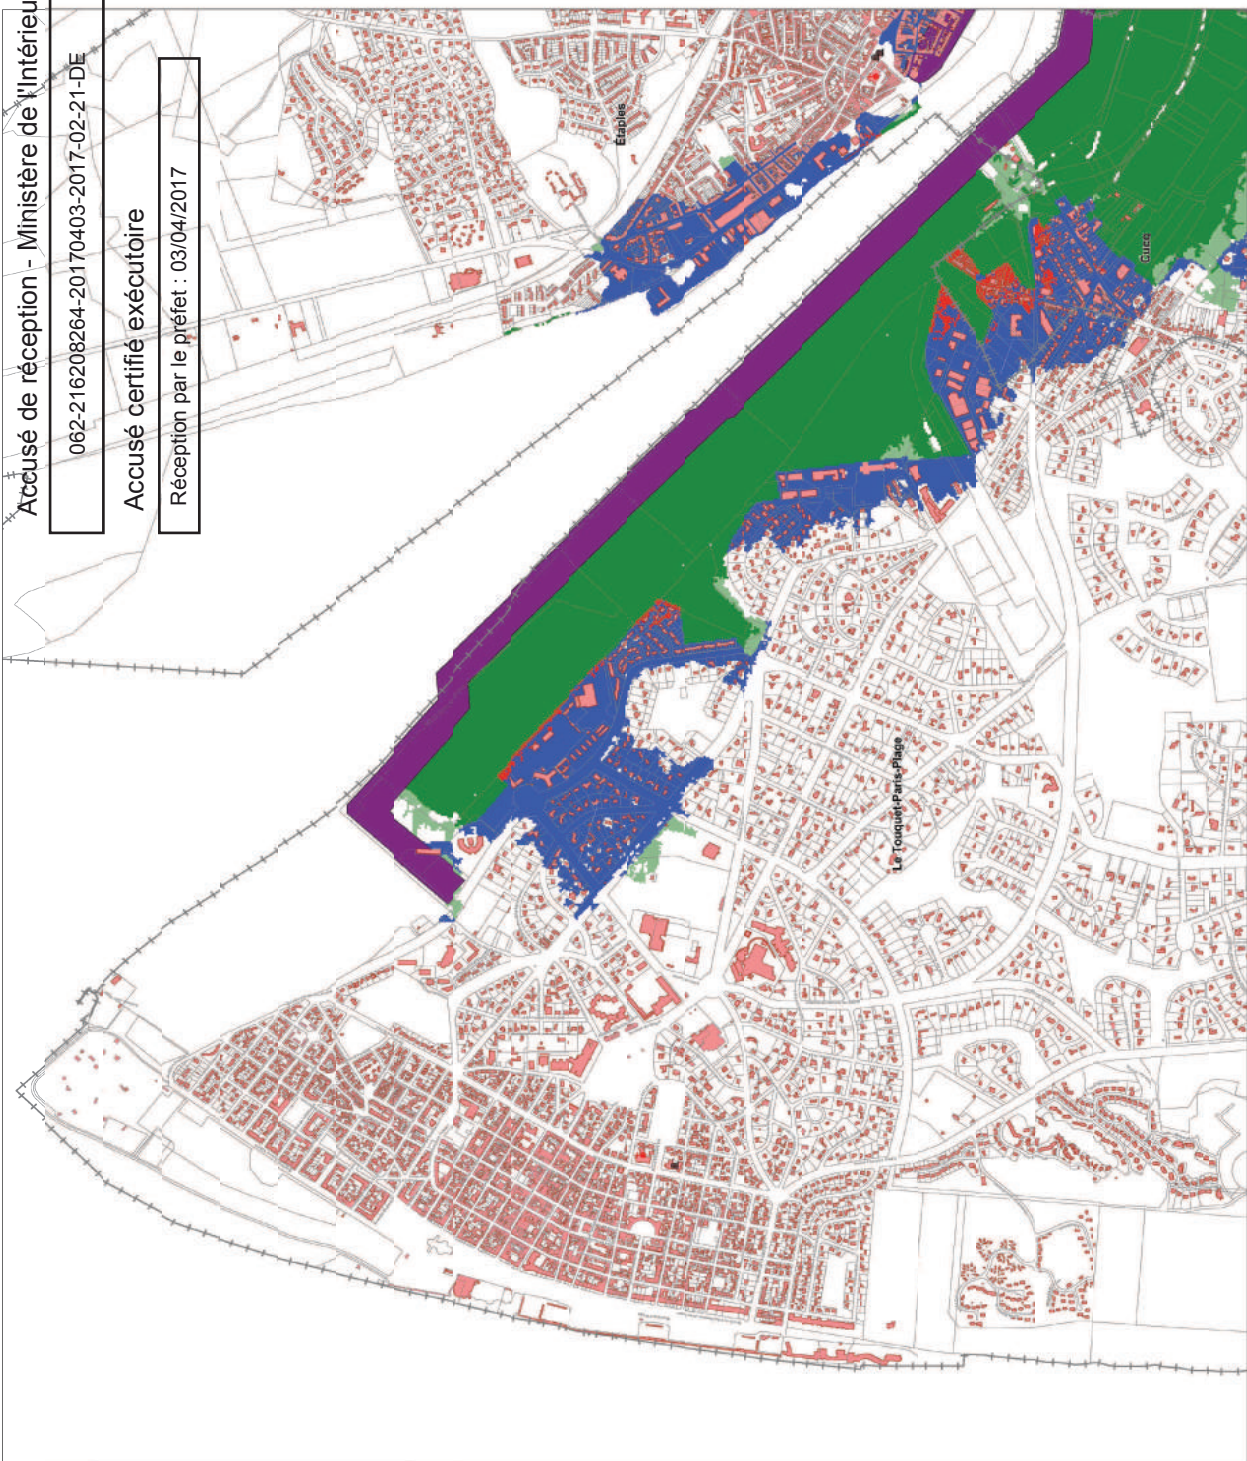 Accusé de réception - Ministère de l'Intérieu
062-216208264-20170403-2017-02-21-DE
Accusé certifié exécutoire
Réception par le préfet : 03/04/2017
Étaples
Cucq
Le Touquet-Paris-Plage